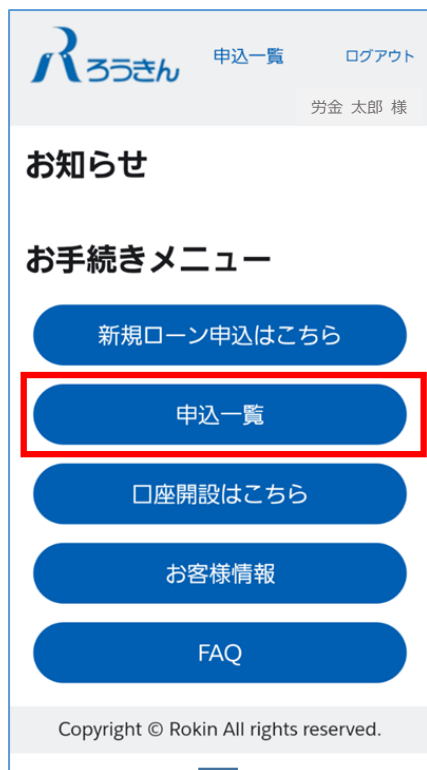 ろうきん 申込一覧 ログアウト
労金 太郎 様
お知らせ
お手続きメニュー
新規ローン申込はこちら
申込一覧
口座開設はこちら
お客様情報
FAQ
Copyright © Rokin All rights reserved.